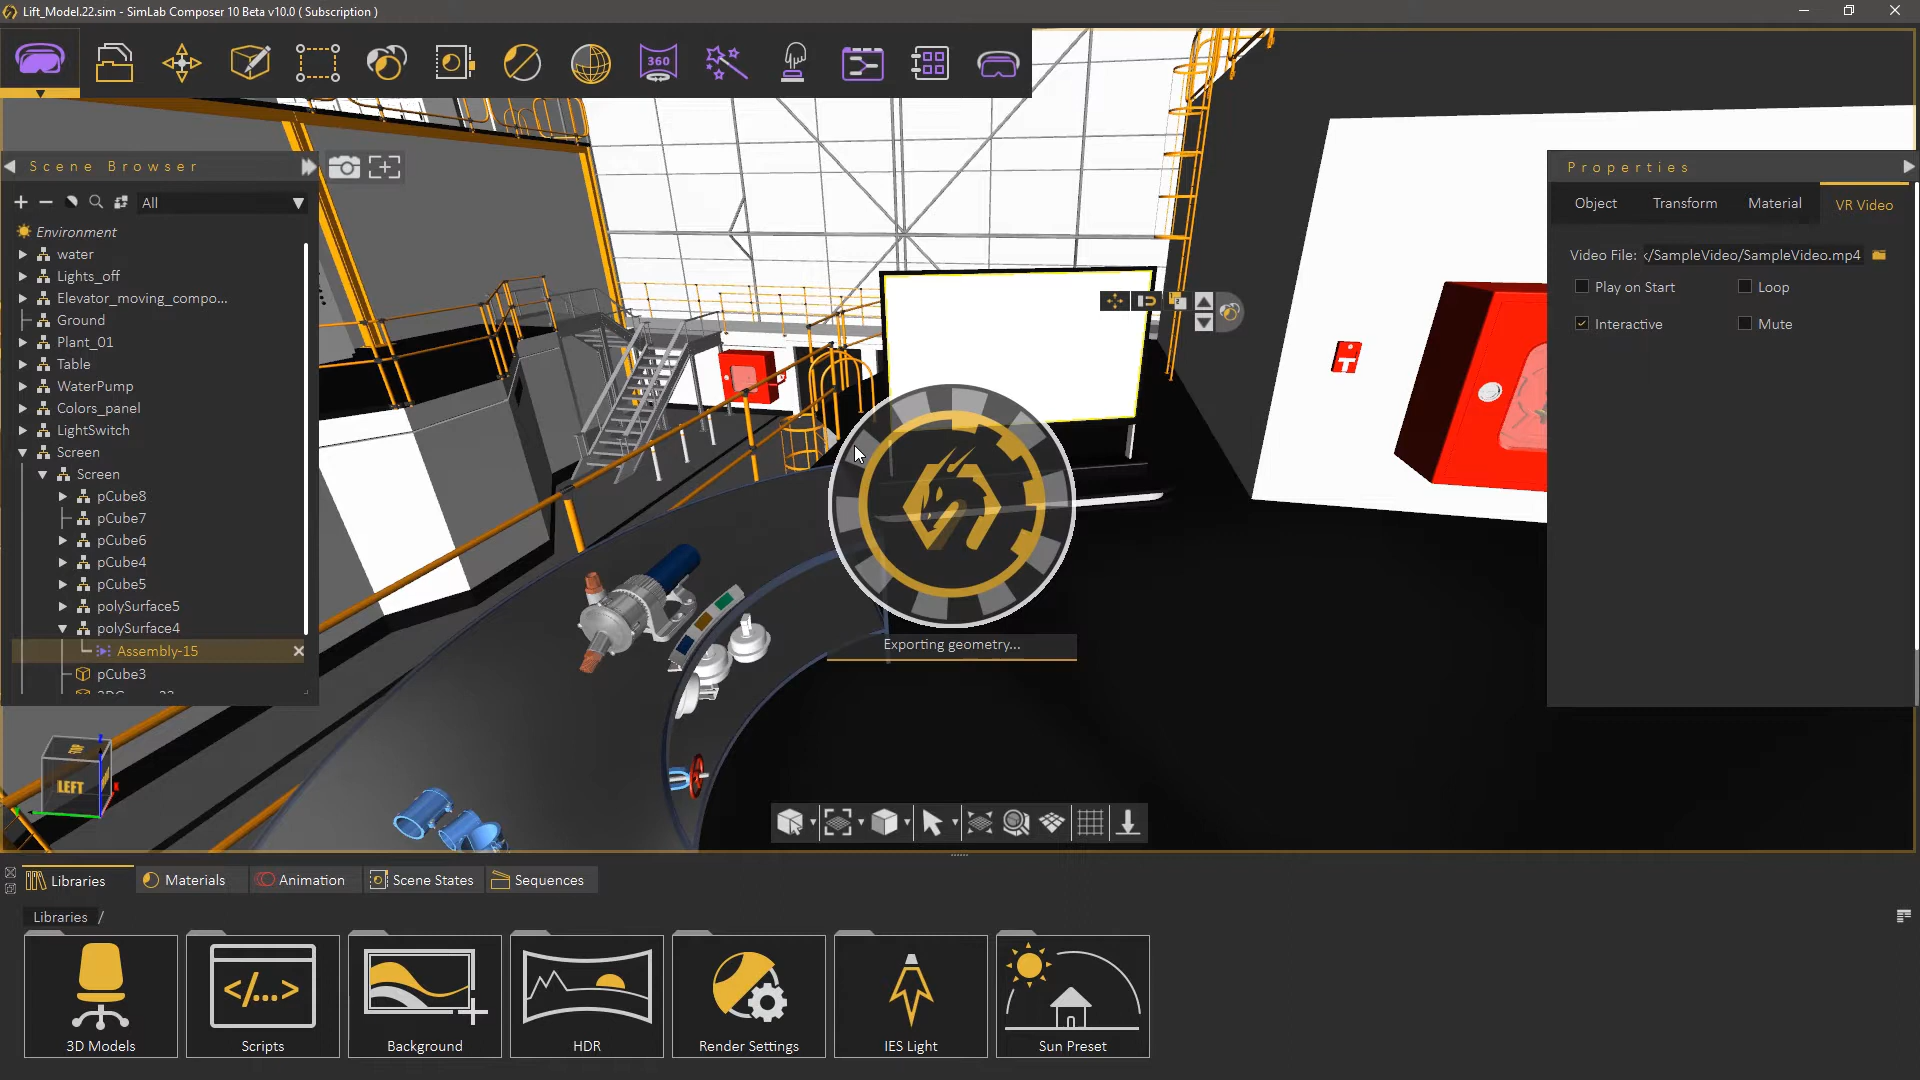 Lift_Model.22.sim - SimLab Composer 10 Beta v10.0 ( Subscription )
360
Scene Browser
All
Environment
water
Lights_off
Elevator_moving_compo...
Ground
Plant_01
Table
WaterPump
Colors_panel
LightSwitch
Screen
Screen
pCube8
pCube7
pCube6
pCube4
pCube5
polySurface5
polySurface4
Assembly-15
pCube3
Properties
Object
Transform
Material
VR Video
Video File:
/SampleVideo/SampleVideo.mp4
Play on Start
Loop
Interactive
Mute
Exporting geometry...
LEFT
Libraries
Materials
Animation
Scene States
Sequences
Libraries /
</...>
3D Models
Scripts
Background
HDR
Render Settings
IES Light
Sun Preset